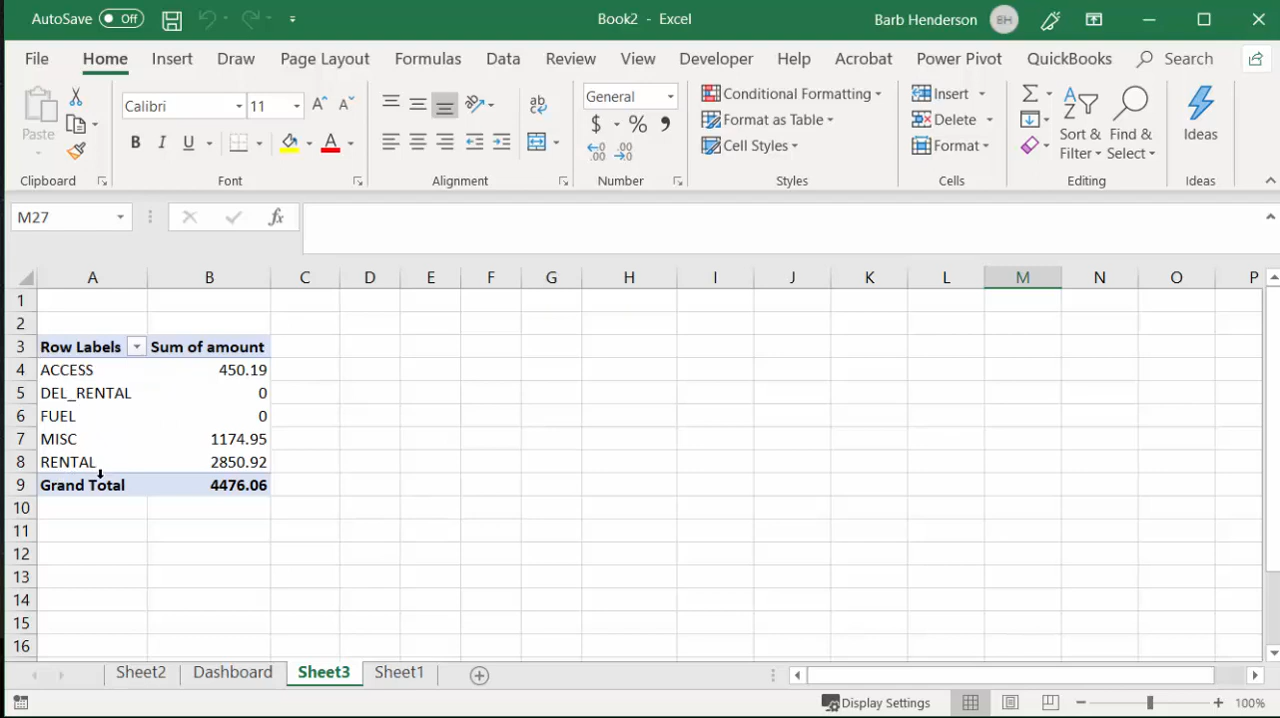 AutoSave Off Book2 - Excel Barb Henderson BH
File Home Insert Draw Page Layout Formulas Data Review View Developer Help Acrobat Power Pivot QuickBooks Search
Paste
Calibri 11
B I U A
ab
General
$ % ,
Conditional Formatting
Format as Table
Cell Styles
Insert
Delete
Format
Sort & Filter
Find & Select
Ideas
Clipboard Font Alignment Number Styles Cells Editing Ideas
M27 fx
A B C D E F G H I J K L M N O P
1
2
3 Row Labels Sum of amount
4 ACCESS 450.19
5 DEL_RENTAL 0
6 FUEL 0
7 MISC 1174.95
8 RENTAL 2850.92
9 Grand Total 4476.06
10
11
12
13
14
15
16
Sheet2 Dashboard Sheet3 Sheet1
Display Settings 100%